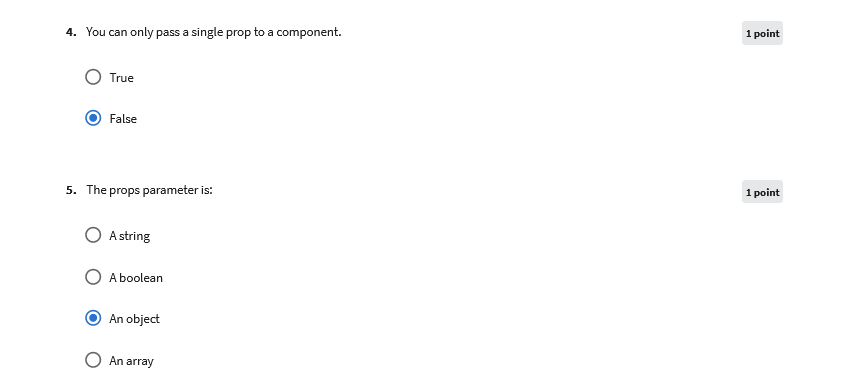 4. You can only pass a single prop to a component. 1 point
True
False
5. The props parameter is: 1 point
A string
A boolean
An object
An array